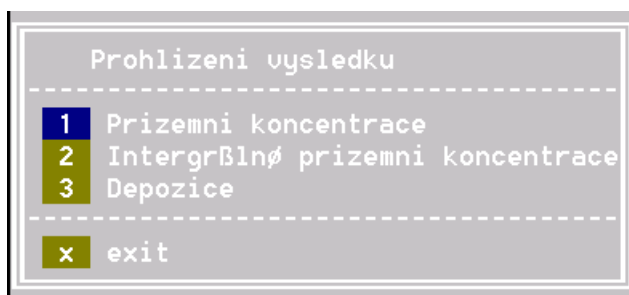 Prohlizeni vysledku
1 Prizemni koncentrace
2 Intergrßlnø prizemni koncentrace
3 Depozice
x exit